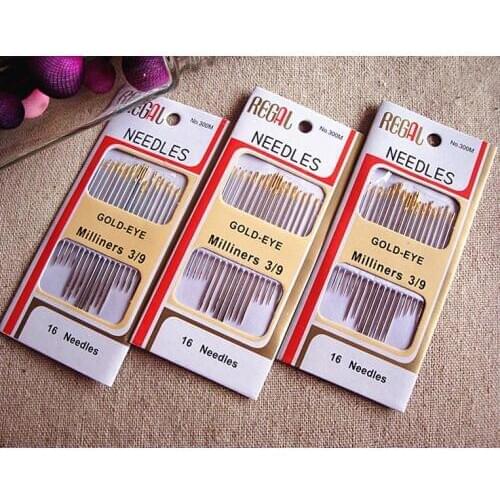 REGAL
No.300M
NEEDLES
GOLD-EYE
Milliners 3/9
16 Needles
REGAL
No.300M
NEEDLES
GOLD-EYE
Milliners 3/9
16 Needles
REGAL
No.300M
NEEDLES
GOLD-EYE
Milliners 3/9
16 Needles